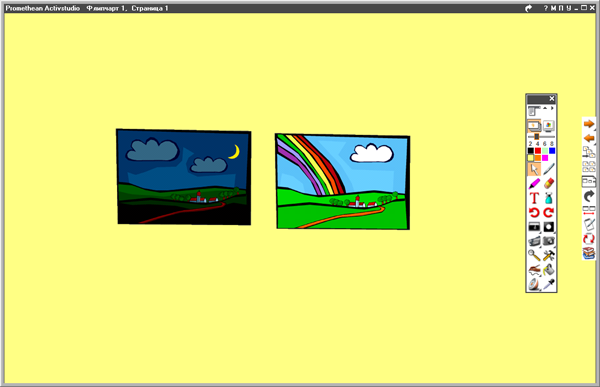 Promethean Activstudio Флипчарт 1, Страница 1
? М П У
2 4 6 8
T